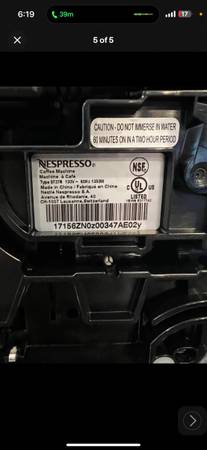 6:19
39m
17
5 of 5
CAUTION - DO NOT IMMERSE IN WATER
60 MINUTES ON IN A TWO HOUR PERIOD
NESPRESSO
Coffee Machine
Machine à Café
Made in China / Fabriqué en Chine
Nestlé Nespresso S.A.
Avenue de Rhodanie, 40
CH-1007 Lausanne, Switzerland
NSF
C UL US
LISTED
17156ZN0z00347AE02y